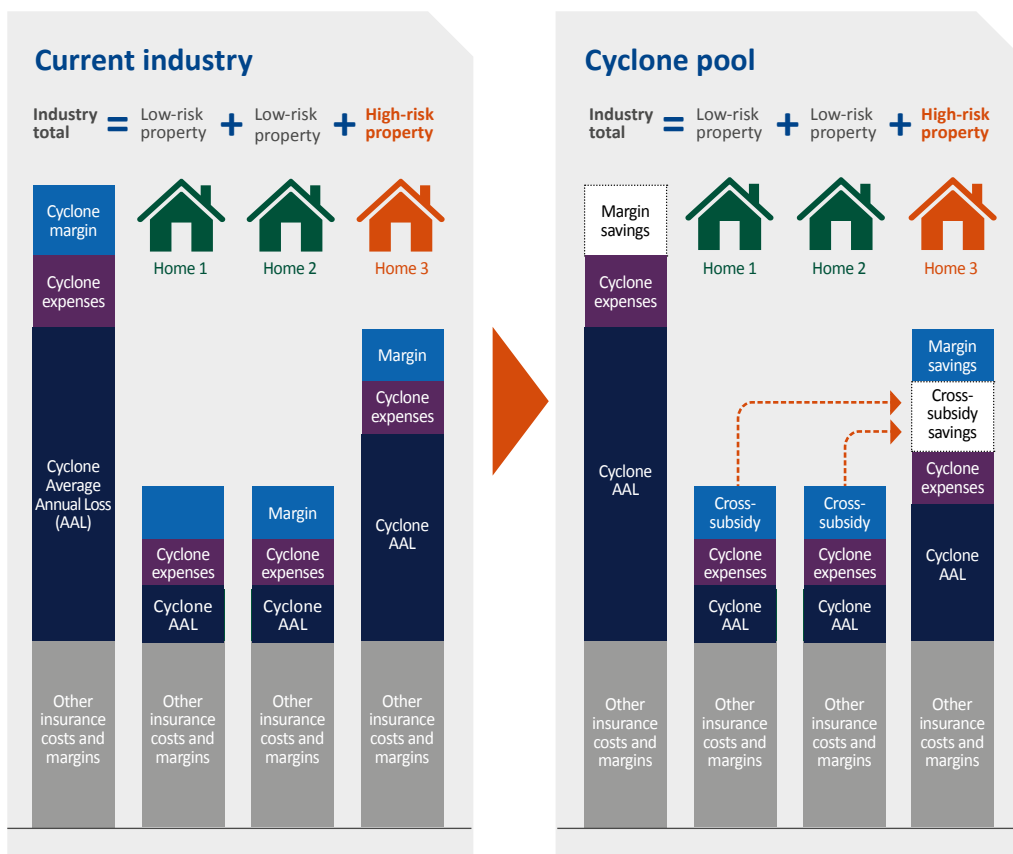 Current industry
Industry
total
=
Low-risk
property
+
Low-risk
property
+
High-risk
property
Home 1
Home 2
Home 3
Cyclone
margin
Cyclone
expenses
Cyclone
Average
Annual Loss
(AAL)
Other
insurance
costs and
margins
Cyclone
expenses
Cyclone
AAL
Other
insurance
costs and
margins
Margin
Cyclone
expenses
Cyclone
AAL
Other
insurance
costs and
margins
Margin
Cyclone
expenses
Cyclone
AAL
Other
insurance
costs and
margins
Cyclone pool
Industry
total
=
Low-risk
property
+
Low-risk
property
+
High-risk
property
Home 1
Home 2
Home 3
Margin
savings
Cyclone
expenses
Cyclone
AAL
Other
insurance
costs and
margins
Cross-
subsidy
Cyclone
expenses
Cyclone
AAL
Other
insurance
costs and
margins
Cross-
subsidy
Cyclone
expenses
Cyclone
AAL
Other
insurance
costs and
margins
Margin
savings
Cross-
subsidy
savings
Cyclone
expenses
Cyclone
AAL
Other
insurance
costs and
margins